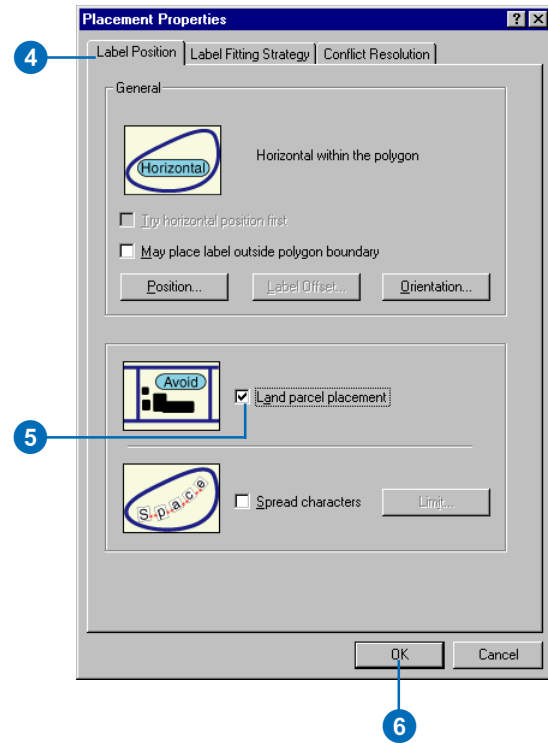 Placement Properties
4
Label Position
Label Fitting Strategy
Conflict Resolution
General
Horizontal
Horizontal within the polygon
Try horizontal position first
May place label outside polygon boundary
Position...
Label Offset...
Orientation...
Avoid
Land parcel placement
5
Space
Spread characters
Limit...
OK
Cancel
6